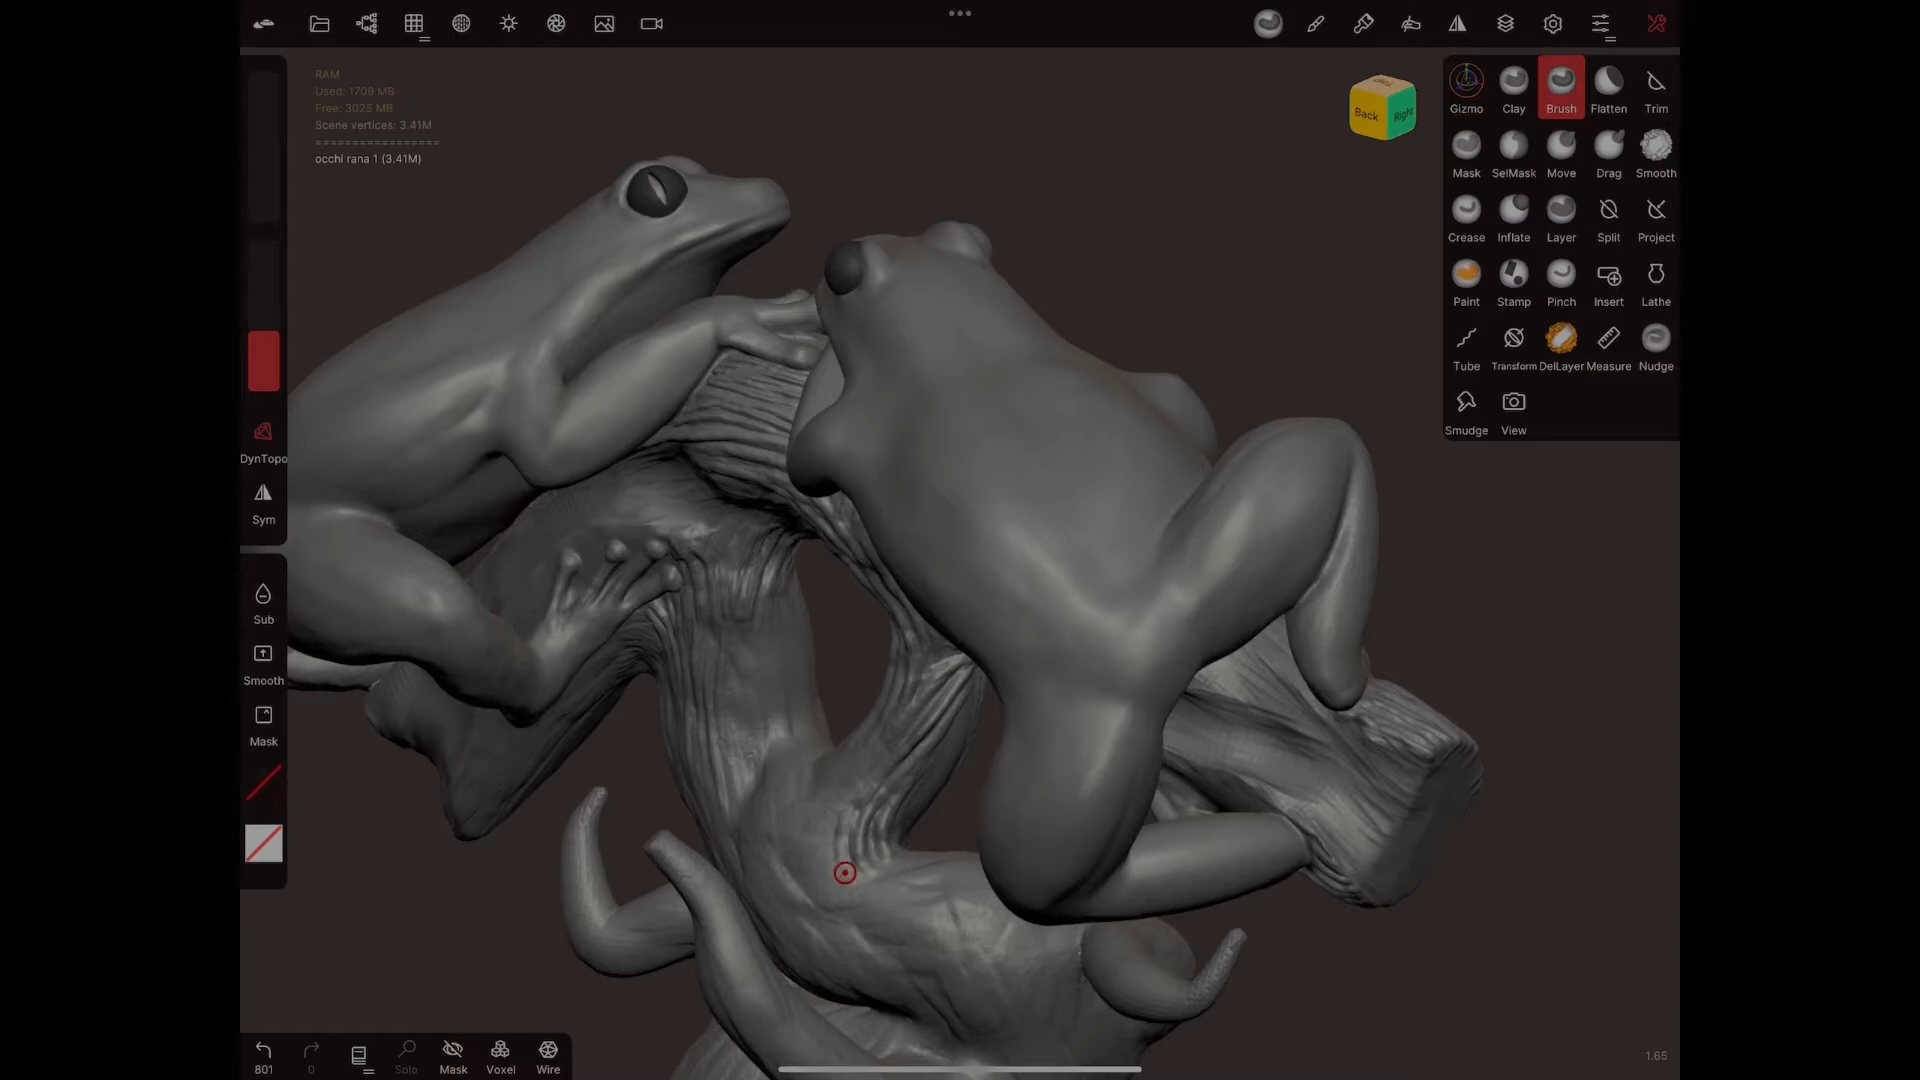 RAM
Used: 1709 MB
Free: 3025 MB
Scene vertices: 3.41M
=================
occhi rana 1 (3.41M)
Back
Right
Gizmo
Clay
Brush
Flatten
Trim
Mask
SelMask
Move
Drag
Smooth
Crease
Inflate
Layer
Split
Project
Paint
Stamp
Pinch
Insert
Lathe
Tube
Transform
DelLayer
Measure
Nudge
Smudge
View
DynTopo
Sym
Sub
Smooth
Mask
801
0
Solo
Mask
Voxel
Wire
1.65